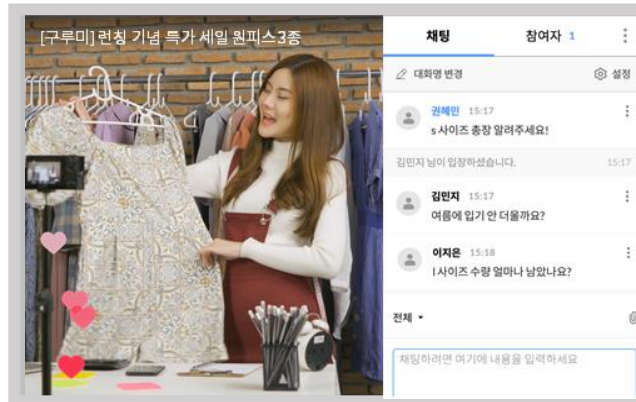 [구루미] 런칭 기념 특가 세일 원피스3종
채팅
참여자 1
대화명 변경
설정
권혜민 15:17
s 사이즈 총장 알려주세요!
김민지 님이 입장하셨습니다. 15:17
김민지 15:17
여름에 입기 안 더울까요?
이지은 15:18
l 사이즈 수량 얼마나 남았나요?
전체
채팅하려면 여기에 내용을 입력하세요